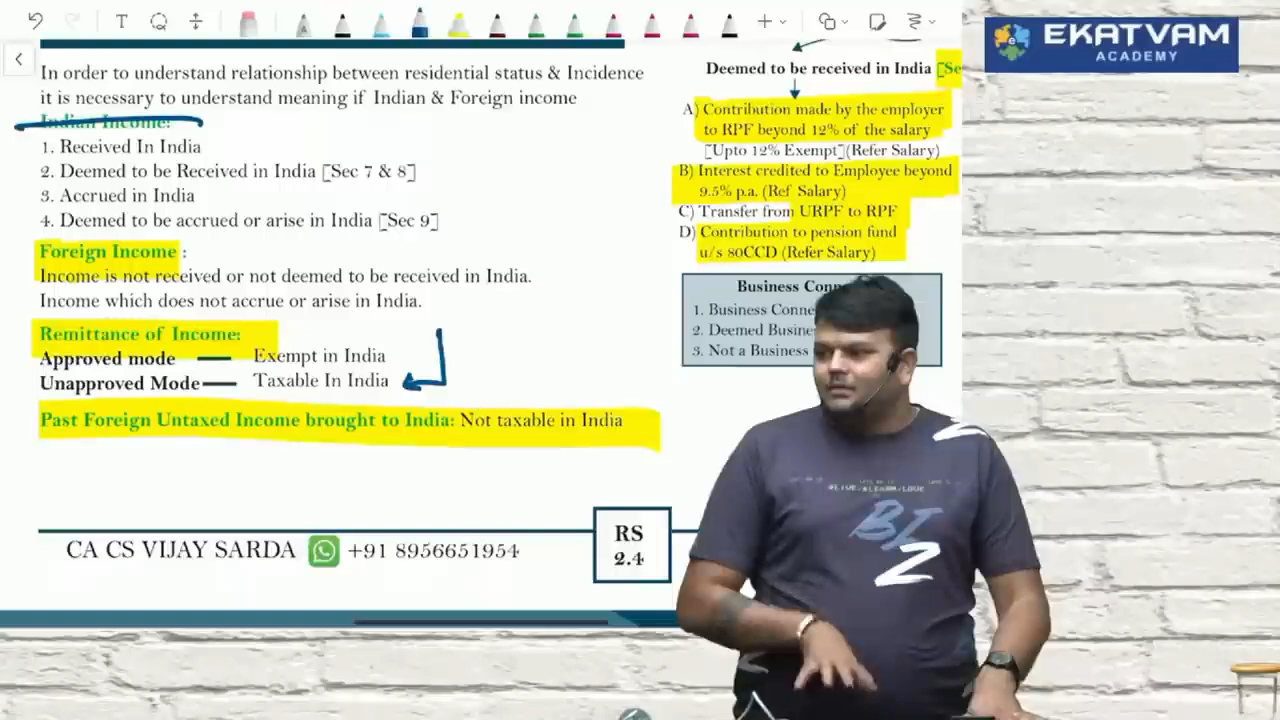 EKATVAM
ACADEMY
In order to understand relationship between residential status & Incidence
it is necessary to understand meaning if Indian & Foreign income
Indian Income:
1. Received In India
2. Deemed to be Received in India [Sec 7 & 8]
3. Accrued in India
4. Deemed to be accrued or arise in India [Sec 9]
Foreign Income :
Income is not received or not deemed to be received in India.
Income which does not accrue or arise in India.
Remittance of Income:
Approved mode — Exempt in India
Unapproved Mode — Taxable In India
Past Foreign Untaxed Income brought to India: Not taxable in India
CA CS VIJAY SARDA +91 8956651954
RS
2.4
Deemed to be received in India [Se
A) Contribution made by the employer
to RPF beyond 12% of the salary
[Upto 12% Exempt](Refer Salary)
B) Interest credited to Employee beyond
9.5% p.a. (Ref Salary)
C) Transfer from URPF to RPF
D) Contribution to pension fund
u/s 80CCD (Refer Salary)
Business Conn
1. Business Conne
2. Deemed Busine
3. Not a Business
#LIVE/#LEARN/LOVE